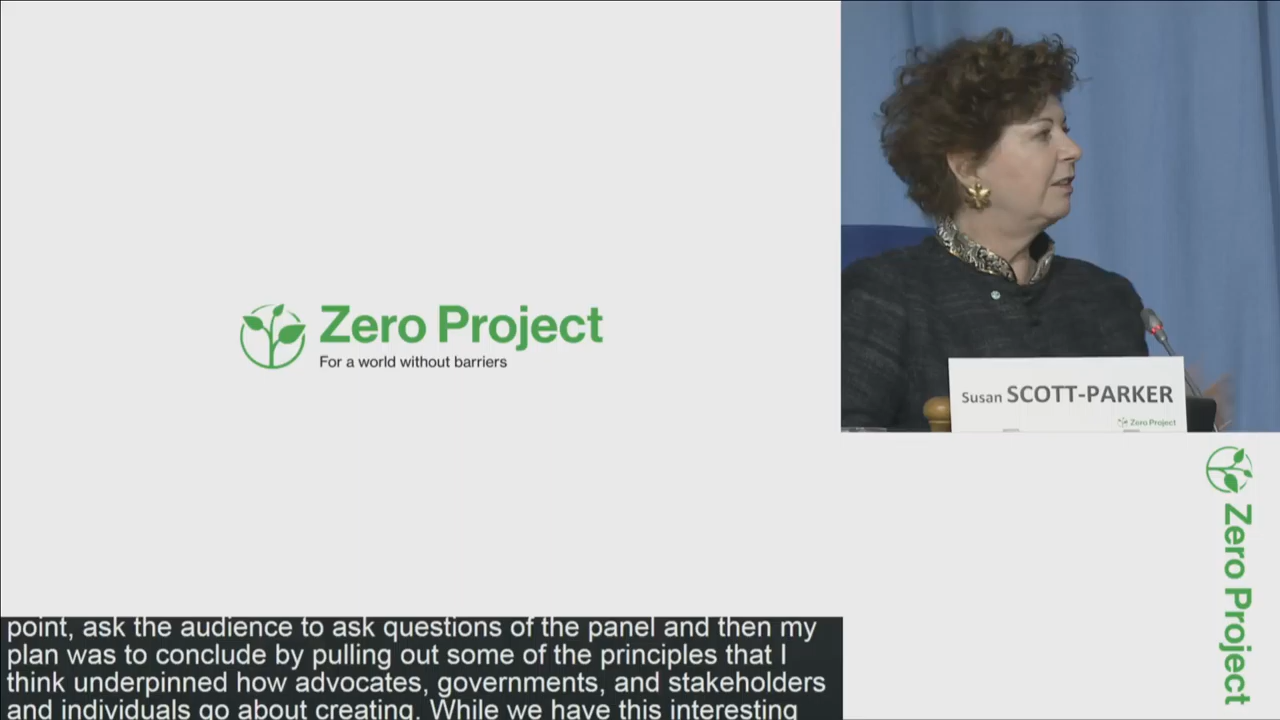 Zero Project
For a world without barriers
Susan SCOTT-PARKER
Zero Project
Zero Project
point, ask the audience to ask questions of the panel and then my
plan was to conclude by pulling out some of the principles that I
think underpinned how advocates, governments, and stakeholders
and individuals go about creating. While we have this interesting